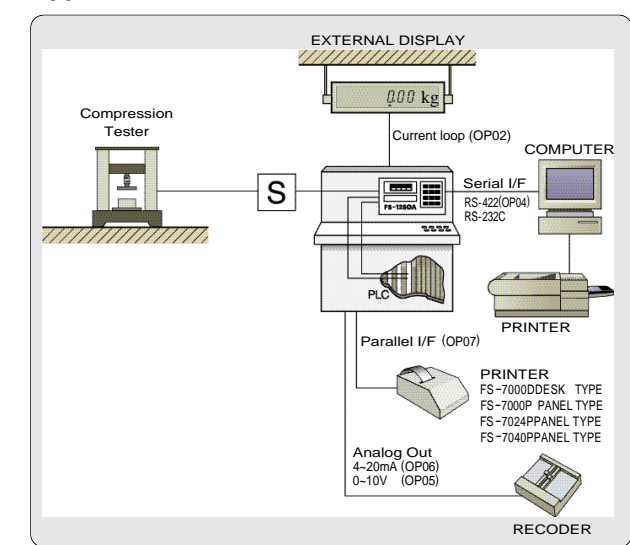 EXTERNAL DISPLAY
0.00 kg
Compression
Tester
Current loop (OP02)
COMPUTER
S
Serial I/F
RS-422(OP04)
RS-232C
FS-1250A
PLC
PRINTER
Parallel I/F (OP07)
PRINTER
FS-7000DDESK TYPE
FS-7000P PANEL TYPE
FS-7024PPANEL TYPE
FS-7040PPANEL TYPE
Analog Out
4~20mA (OP06)
0~10V (OP05)
RECODER